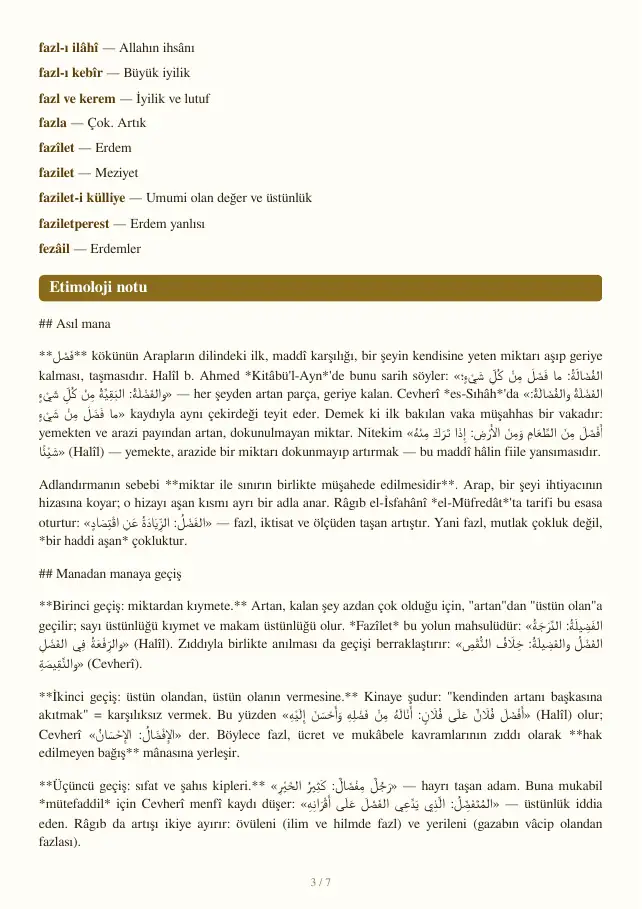 fazl-ı ilâhî — Allahın ihsânı
fazl-ı kebîr — Büyük iyilik
fazl ve kerem — İyilik ve lutuf
fazla — Çok. Artık
fazîlet — Erdem
fazilet — Meziyet
fazilet-i külliye — Umumi olan değer ve üstünlük
faziletperest — Erdem yanlısı
fezâil — Erdemler
Etimoloji notu
## Asıl mana
**فَضْل** kökünün Arapların dilindeki ilk, maddî karşılığı, bir şeyin kendisine yeten miktarı aşıp geriye
kalması, taşmasıdır. Halîl b. Ahmed *Kitâbü'l-Ayn*'de bunu sarih söyler: «الفُضَالَةُ: ما فَضَلَ مِنْ كُلِّ شَيْءٍ؛
والفَضْلَةُ: البَقِيَّةُ مِنْ كُلِّ شَيْءٍ» — her şeyden artan parça, geriye kalan. Cevherî *es-Sıhâh*'da «الفَضْلَةُ والفُضَالَةُ:
ما فَضَلَ مِنْ شَيْءٍ» kaydıyla aynı çekirdeği teyit eder. Demek ki ilk bakılan vaka müşahhas bir vakadır:
yemekten ve arazi payından artan, dokunulmayan miktar. Nitekim «أَفْضَلَ مِنَ الطَّعَامِ وَمِنَ الأَرْضِ: إِذَا تَرَكَ مِنْهُ
شَيْئًا» (Halîl) — yemekte, arazide bir miktarı dokunmayıp artırmak — bu maddî hâlin fiile yansımasıdır.
Adlandırmanın sebebi **miktar ile sınırın birlikte müşahede edilmesidir**. Arap, bir şeyi ihtiyacının
hizasına koyar; o hizayı aşan kısmı ayrı bir adla anar. Râgıb el-İsfahânî *el-Müfredât*'ta tarifi bu esasa
oturtur: «الفَضْلُ: الزِّيَادَةُ عَنِ اقْتِصَادٍ» — fazl, iktisat ve ölçüden taşan artıştır. Yani fazl, mutlak çokluk değil,
*bir haddi aşan* çokluktur.
## Manadan manaya geçiş
**Birinci geçiş: miktardan kıymete.** Artan, kalan şey azdan çok olduğu için, "artan"dan "üstün olan"a
geçilir; sayı üstünlüğü kıymet ve makam üstünlüğü olur. *Fazîlet* bu yolun mahsulüdür: «الفَضِيلَةُ: الدَّرَجَةُ
والرِّفْعَةُ فِي الفَضْلِ» (Halîl). Zıddıyla birlikte anılması da geçişi berraklaştırır: «الفَضْلُ والفَضِيلَةُ: خِلَافُ النَّقْصِ
والنَّقِيصَةِ» (Cevherî).
**İkinci geçiş: üstün olandan, üstün olanın vermesine.** Kinaye şudur: "kendinden artanı başkasına
akıtmak" = karşılıksız vermek. Bu yüzden «أَفْضَلَ فُلَانٌ عَلَى فُلَانٍ: أَنَالَهُ مِنْ فَضْلِهِ وَأَحْسَنَ إِلَيْهِ» (Halîl) olur;
Cevherî «الإِفْضَالُ: الإِحْسَانُ» der. Böylece fazl, ücret ve mukâbele kavramlarının zıddı olarak **hak
edilmeyen bağış** mânasına yerleşir.
**Üçüncü geçiş: sıfat ve şahıs kipleri.** «رَجُلٌ مِفْضَالٌ: كَثِيرُ الخَيْرِ» — hayrı taşan adam. Buna mukabil
*mütefaddil* için Cevherî menfî kaydı düşer: «المُتَفَضِّلُ: الَّذِي يَدَّعِي الفَضْلَ عَلَى أَقْرَانِهِ» — üstünlük iddia
eden. Râgıb da artışı ikiye ayırır: övüleni (ilim ve hilmde fazl) ve yerileni (gazabın vâcip olandan
fazlası).
3 / 7